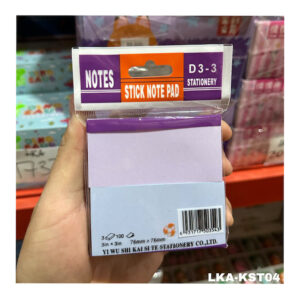 NOTES
D3-3
STICK NOTE PAD
STATIONERY
100
3in × 3in 76mm × 76mm
YI WU SHI KAI SI TE STATIONERY CO.,LTD.
LKA-KST04